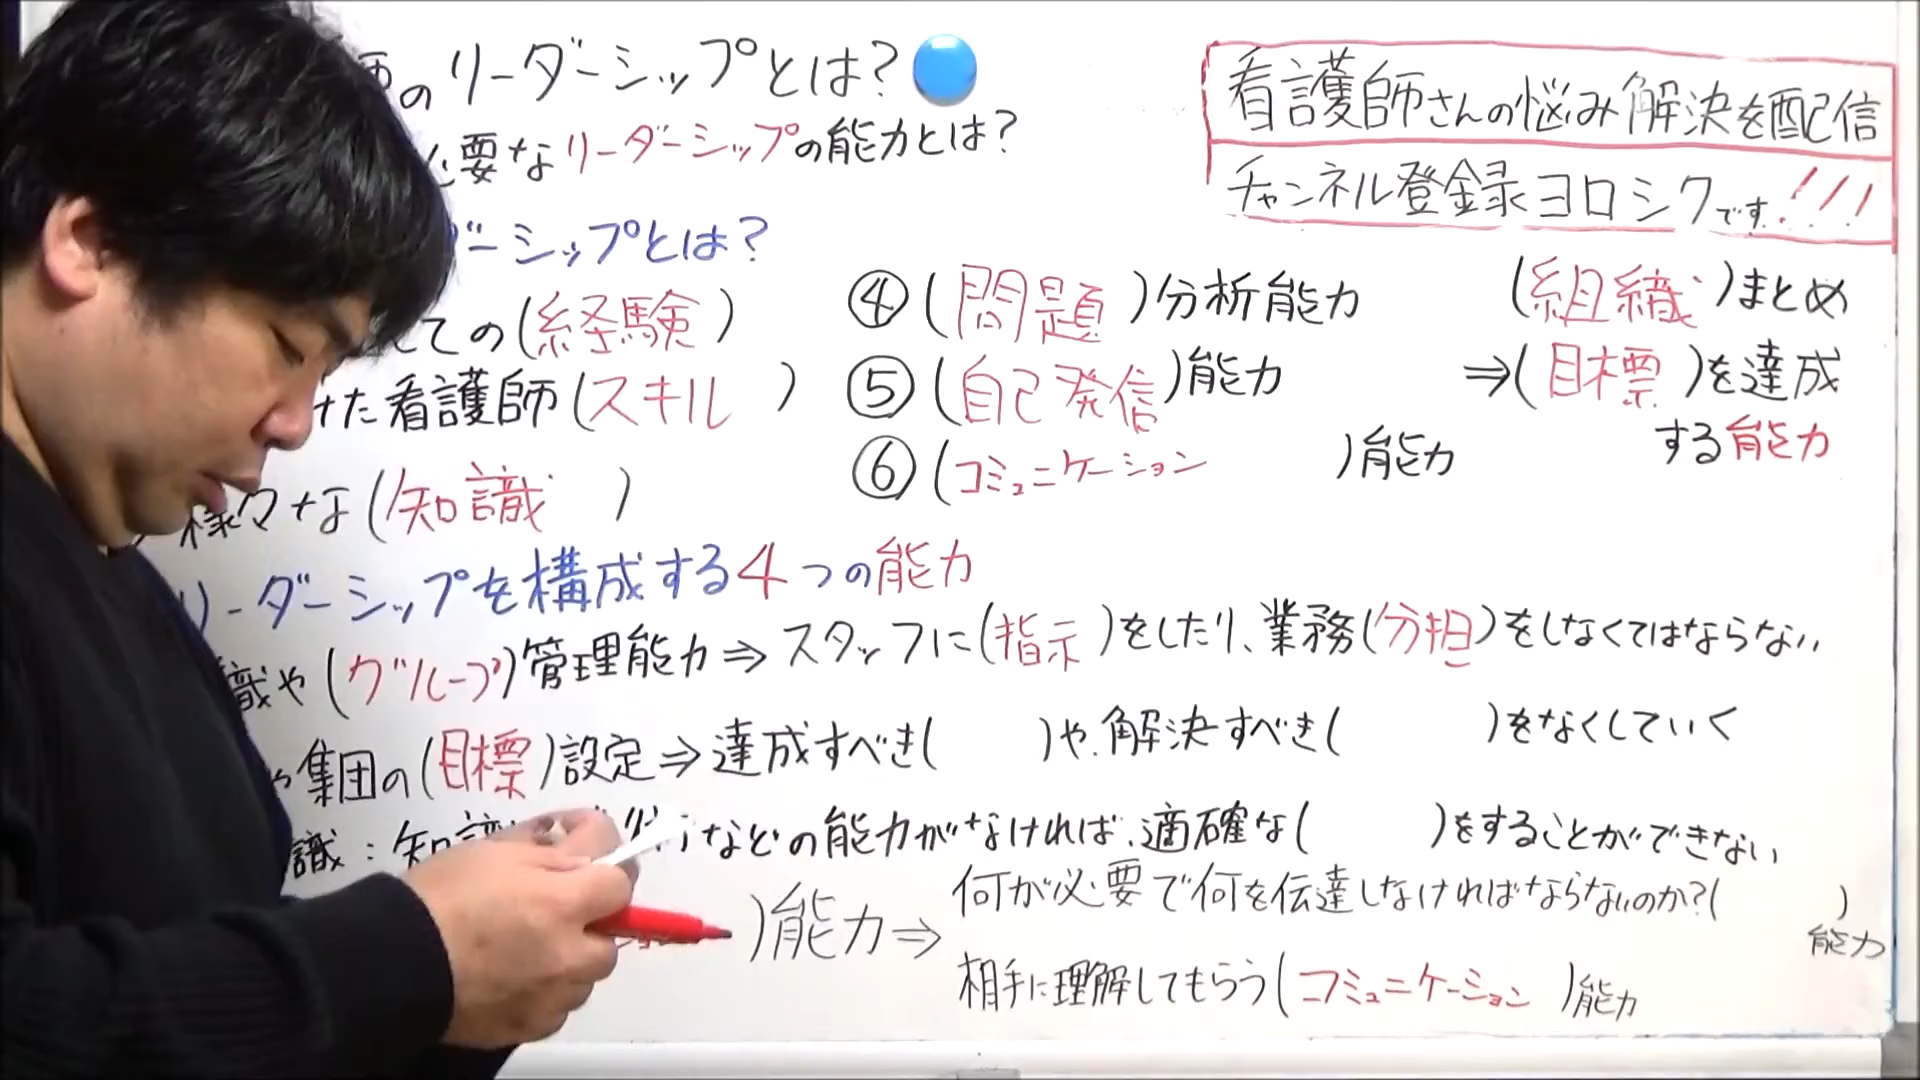 師のリーダーシップとは?
必要なリーダーシップの能力とは?
看護師さんの悩み解決を配信
チャンネル登録ヨロシクです!!!
ダーシップとは?
ての(経験 )
けた看護師(スキル )
様々な(知識 )
④(問題 )分析能力
⑤(自己発信)能力
⑥(コミュニケーション )能力
(組織 )まとめ
⇒(目標 )を達成
する能力
リーダーシップを構成する4つの能力
織や(グループ)管理能力⇒スタッフに(指示 )をしたり、業務(分担)をしなくてはならない
や集団の(目標)設定⇒達成すべき( )や、解決すべき( )をなくしていく
識:知識 などの能力がなければ、適確な( )をすることができない
)能力⇒
何が必要で何を伝達しなければならないのか?( )能力
相手に理解してもらう(コミュニケーション )能力